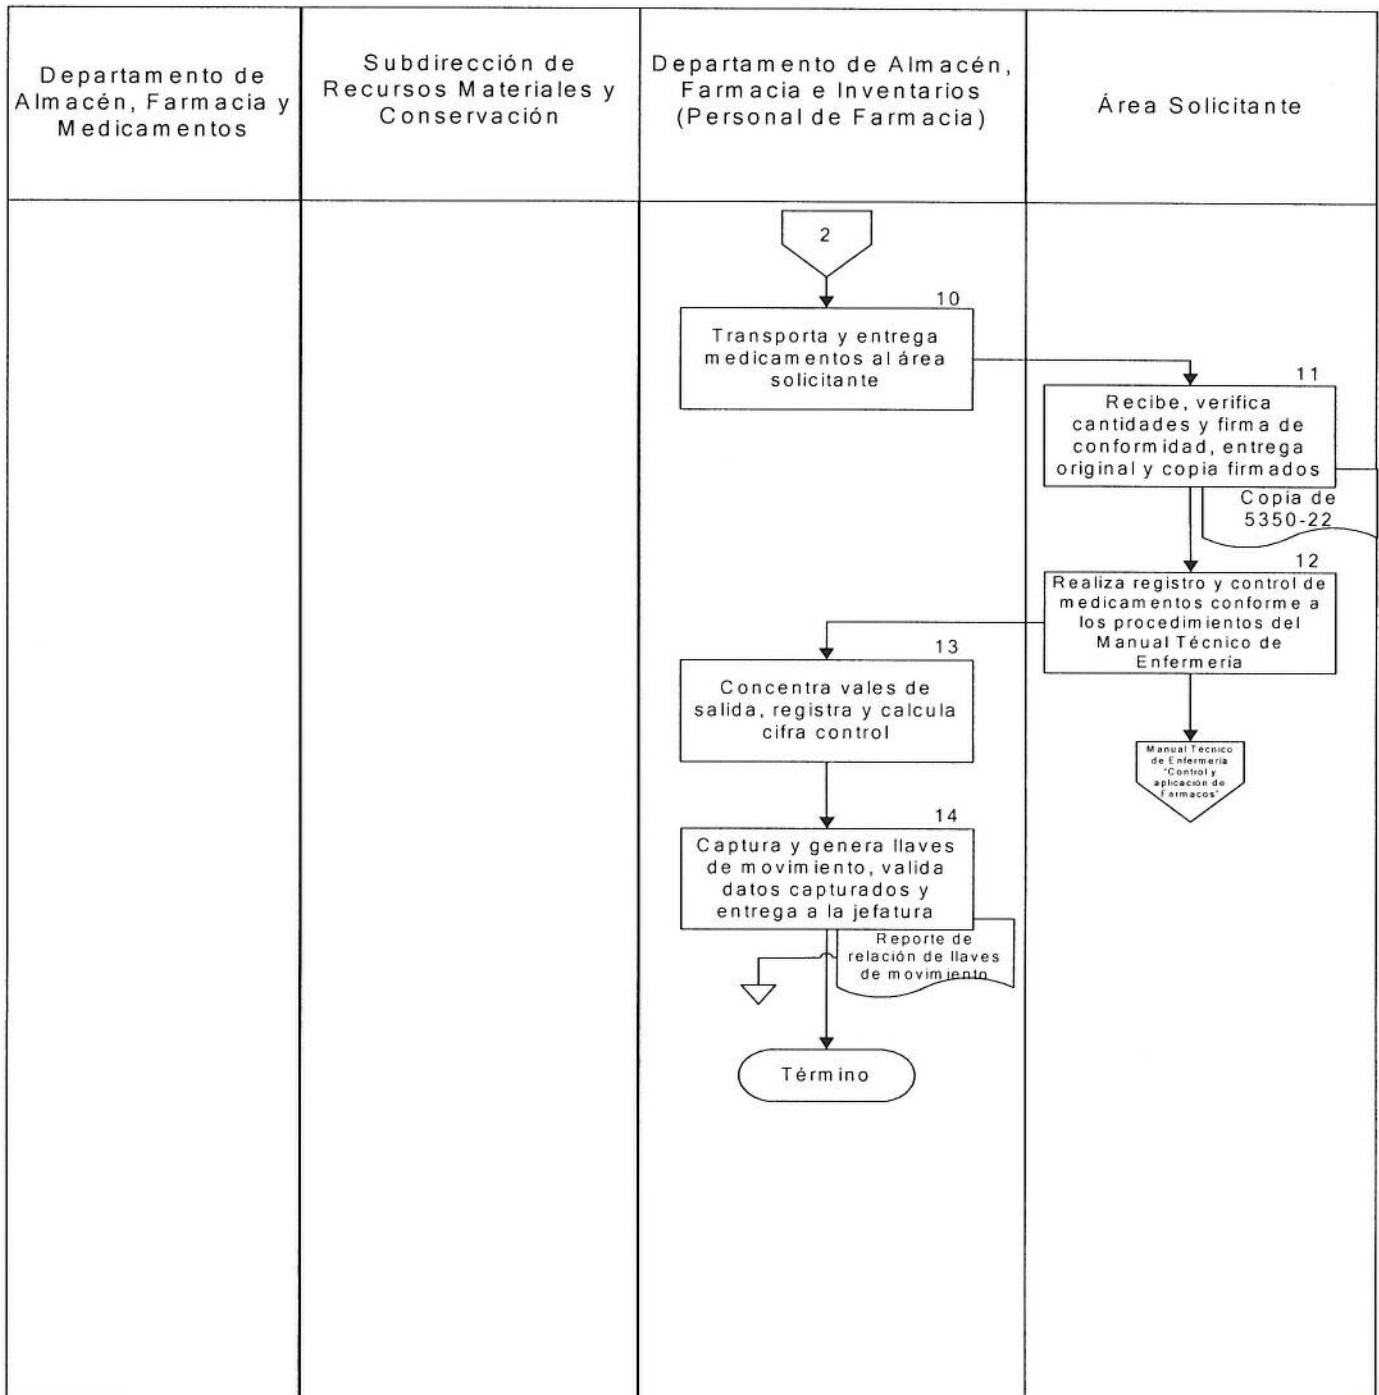 Departamento de
Almacén, Farmacia y
Medicamentos
Subdirección de
Recursos Materiales y
Conservación
Departamento de Almacén,
Farmacia e Inventarios
(Personal de Farmacia)
Área Solicitante
2
10
Transporta y entrega
medicamentos al área
solicitante
11
Recibe, verifica
cantidades y firma de
conformidad, entrega
original y copia firmados
Copia de
5350-22
12
Realiza registro y control de
medicamentos conforme a
los procedimientos del
Manual Técnico de
Enfermería
13
Concentra vales de
salida, registra y calcula
cifra control
Manual Técnico
de Enfermería
"Control y
aplicación de
Farmacos"
14
Captura y genera llaves
de movimiento, valida
datos capturados y
entrega a la jefatura
Reporte de
relación de llaves
de movimiento
Término